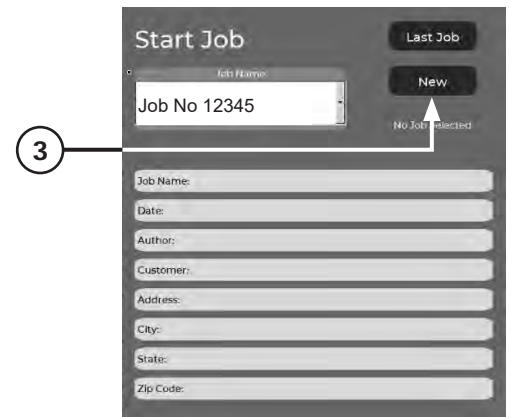 Start Job
Last Job
Job Name
New
Job No 12345
No Job Selected
3
Job Name:
Date:
Author:
Customer:
Address:
City:
State:
Zip Code: